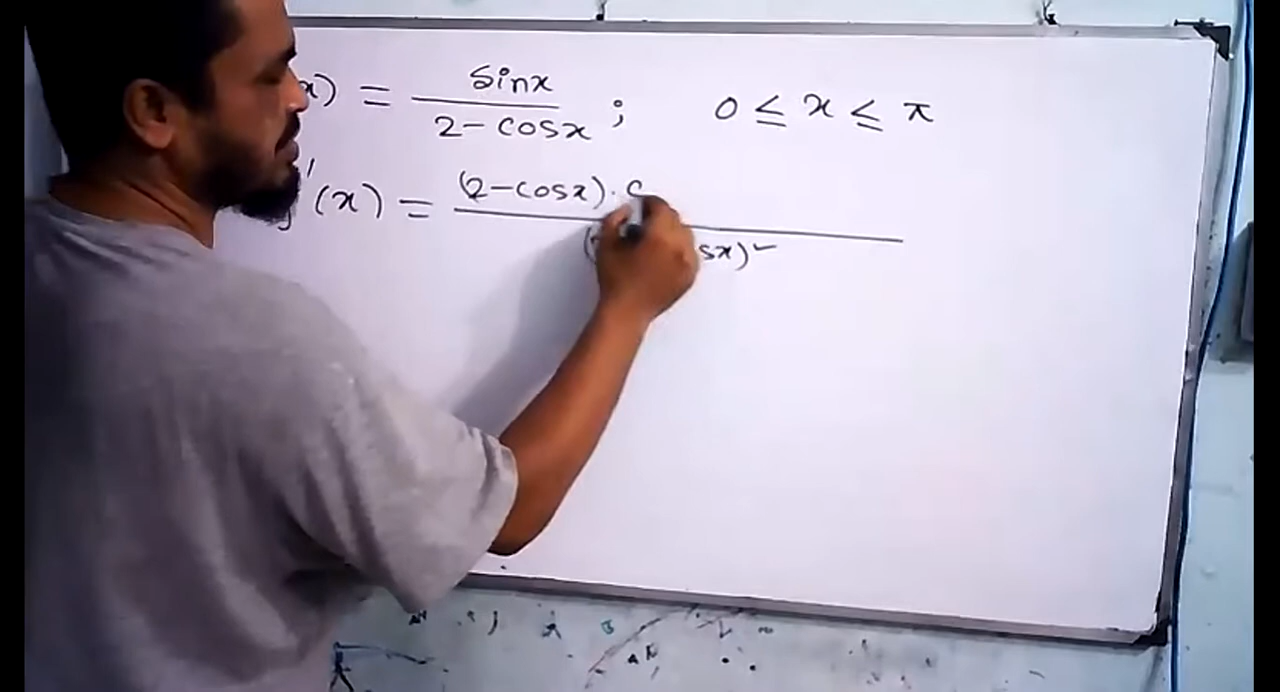 x) = sinx / 2-cosx ; 0 ≤ x ≤ π
'(x) = (2-cosx) · c / ( sx)²